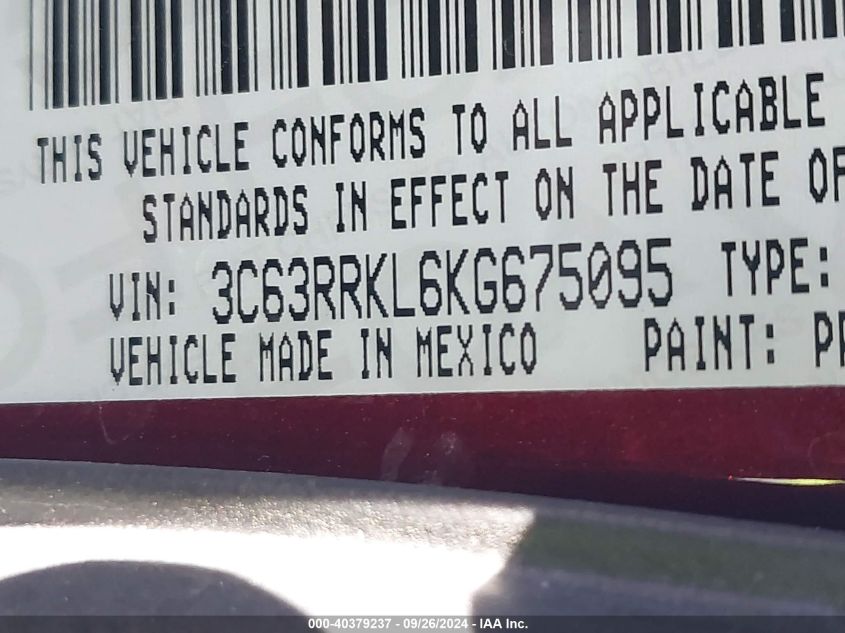 THIS VEHICLE CONFORMS TO ALL APPLICABLE
STANDARDS IN EFFECT ON THE DATE
VIN: 3C63RRKL6KG675095 TYPE:
VEHICLE MADE IN MEXICO PAINT:
000-40379237 - 09/26/2024 - IAA Inc.